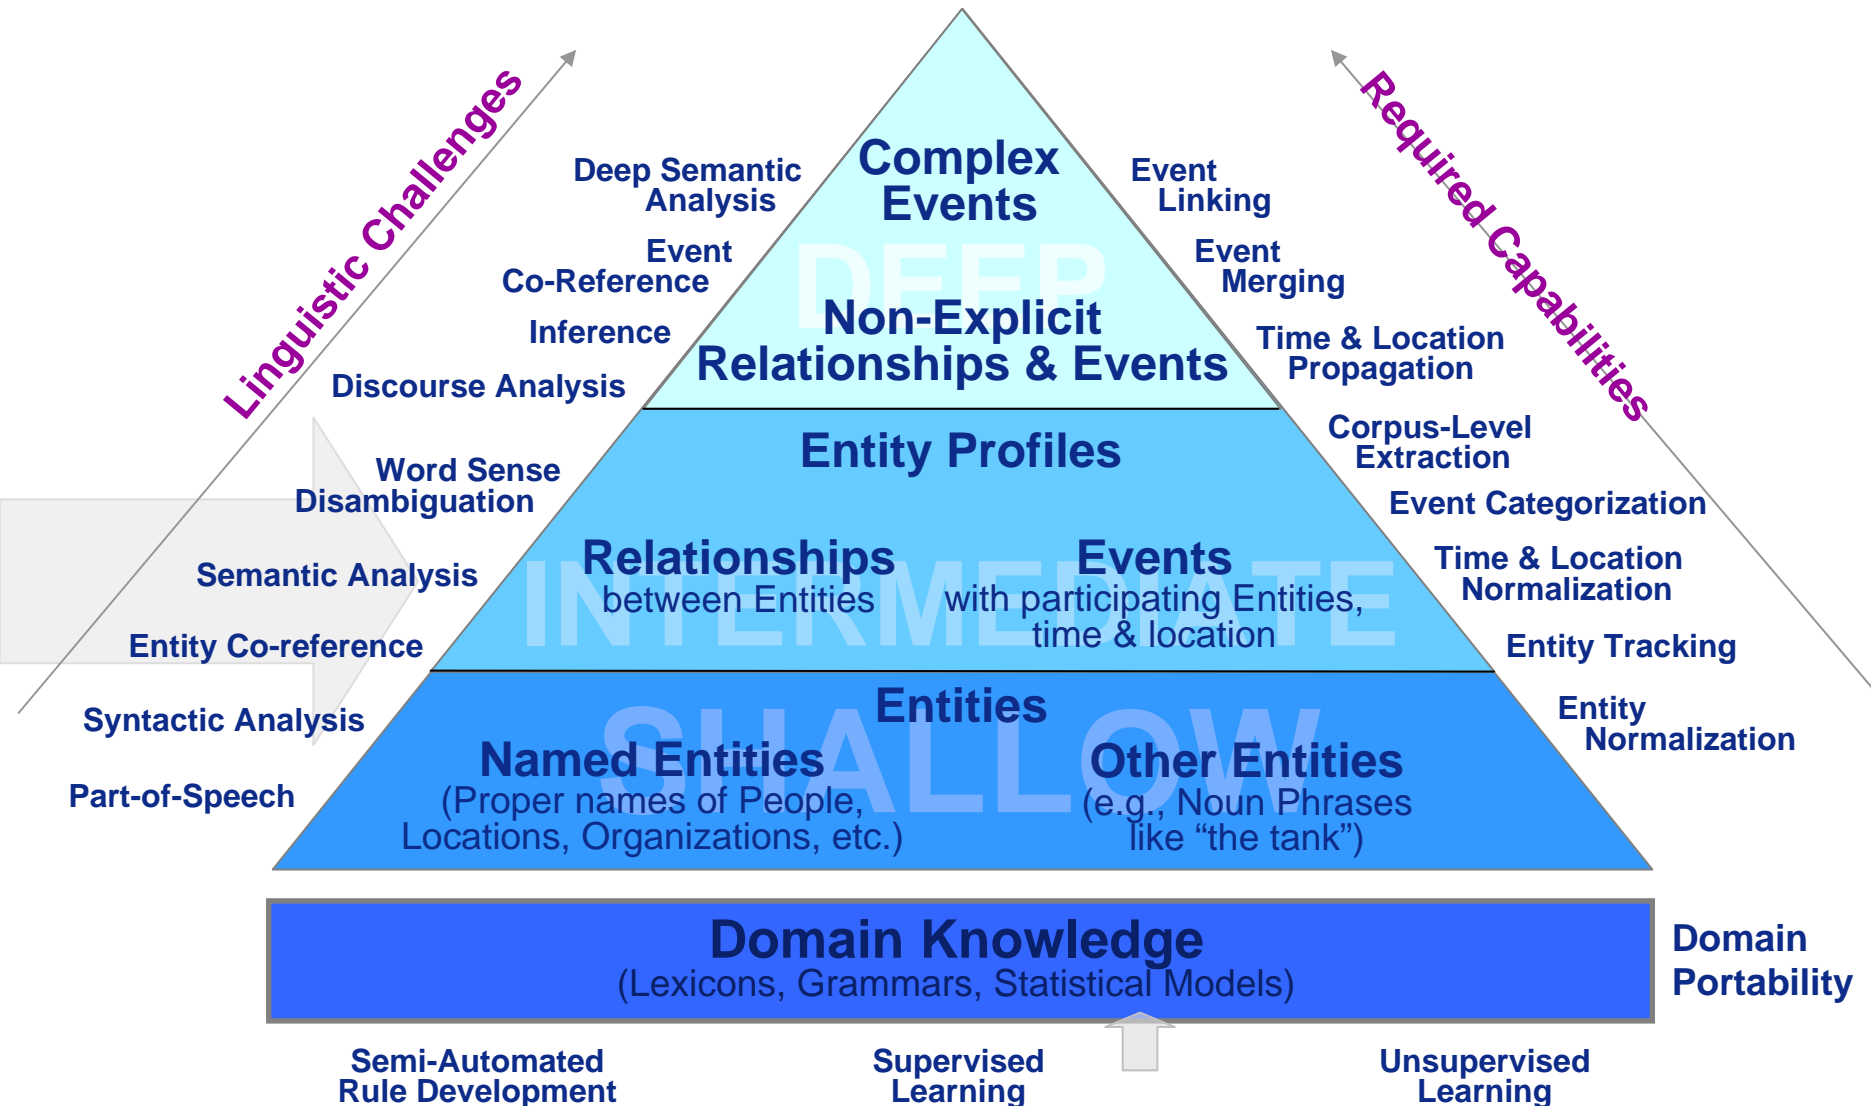 Linguistic Challenges
Deep Semantic
Analysis
Event
Co-Reference
Inference
Discourse Analysis
Word Sense
Disambiguation
Semantic Analysis
Entity Co-reference
Syntactic Analysis
Part-of-Speech
Complex
Events
DEEP
Non-Explicit
Relationships & Events
Entity Profiles
INTERMEDIATE
Relationships
between Entities
Events
with participating Entities,
time & location
SHALLOW
Entities
Named Entities
(Proper names of People,
Locations, Organizations, etc.)
Other Entities
(e.g., Noun Phrases
like “the tank”)
Required Capabilities
Event
Linking
Event
Merging
Time & Location
Propagation
Corpus-Level
Extraction
Event Categorization
Time & Location
Normalization
Entity Tracking
Entity
Normalization
Domain Knowledge
(Lexicons, Grammars, Statistical Models)
Domain
Portability
Semi-Automated
Rule Development
Supervised
Learning
Unsupervised
Learning